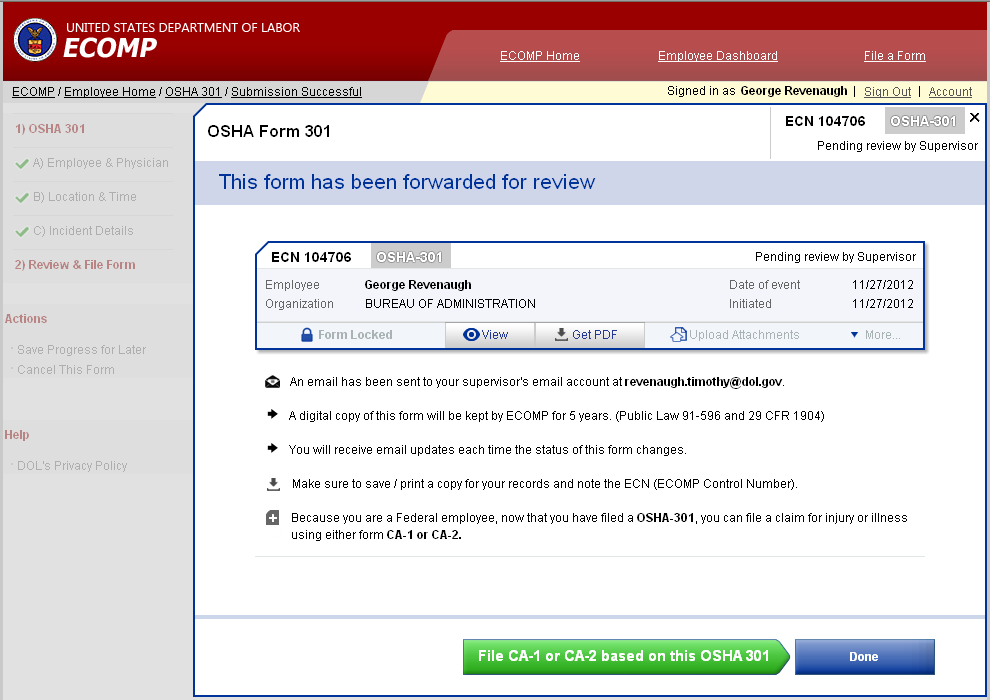 UNITED STATES DEPARTMENT OF LABOR
ECOMP
ECOMP Home Employee Dashboard File a Form
ECOMP / Employee Home / OSHA 301 / Submission Successful
Signed in as George Revenaugh | Sign Out | Account
1) OSHA 301
A) Employee & Physician
B) Location & Time
C) Incident Details
2) Review & File Form
Actions
· Save Progress for Later
· Cancel This Form
Help
· DOL's Privacy Policy
OSHA Form 301
ECN 104706 OSHA-301
Pending review by Supervisor
This form has been forwarded for review
ECN 104706 OSHA-301 Pending review by Supervisor
Employee George Revenaugh Date of event 11/27/2012
Organization BUREAU OF ADMINISTRATION Initiated 11/27/2012
Form Locked View Get PDF Upload Attachments More...
An email has been sent to your supervisor's email account at revenaugh.timothy@dol.gov.
A digital copy of this form will be kept by ECOMP for 5 years. (Public Law 91-596 and 29 CFR 1904)
You will receive email updates each time the status of this form changes.
Make sure to save / print a copy for your records and note the ECN (ECOMP Control Number).
Because you are a Federal employee, now that you have filed a OSHA-301, you can file a claim for injury or illness
using either form CA-1 or CA-2.
File CA-1 or CA-2 based on this OSHA 301 Done